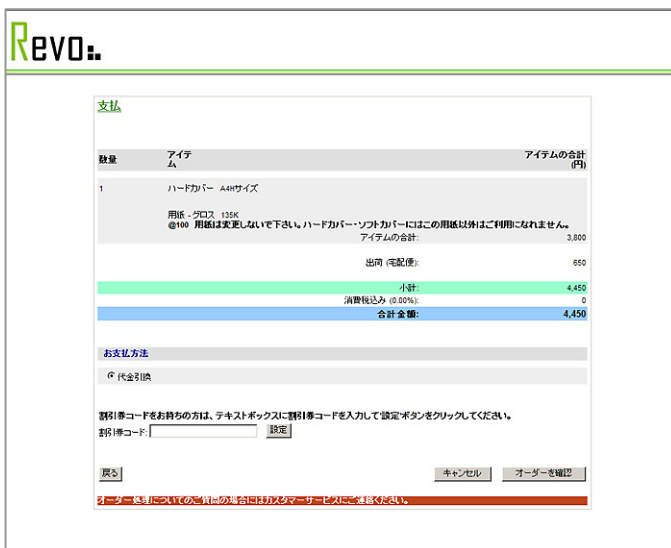 Revo:.
支払
数量 アイテム アイテムの合計(円)
1 ハードカバー A4Hサイズ
用紙 - グロス 135K
@100 用紙は変更しないで下さい。ハードカバー・ソフトカバーにはこの用紙以外はご利用になれません。
アイテムの合計: 3,800
出荷 (宅配便): 650
小計: 4,450
消費税込み (0.00%): 0
合計金額: 4,450
お支払方法
代金引換
割引券コードをお持ちの方は、テキストボックスに割引券コードを入力して'設定'ボタンをクリックしてください。
割引券コード: 設定
戻る キャンセル オーダーを確認
オーダー処理についてのご質問の場合にはカスタマーサービスにご連絡ください。